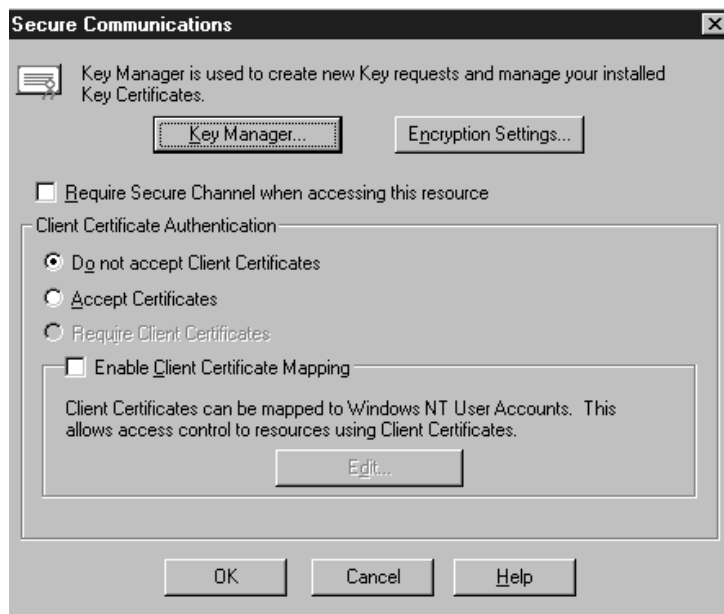 Secure Communications
Key Manager is used to create new Key requests and manage your installed
Key Certificates.
Key Manager... Encryption Settings...
Require Secure Channel when accessing this resource
Client Certificate Authentication
Do not accept Client Certificates
Accept Certificates
Require Client Certificates
Enable Client Certificate Mapping
Client Certificates can be mapped to Windows NT User Accounts. This
allows access control to resources using Client Certificates.
Edit...
OK Cancel Help